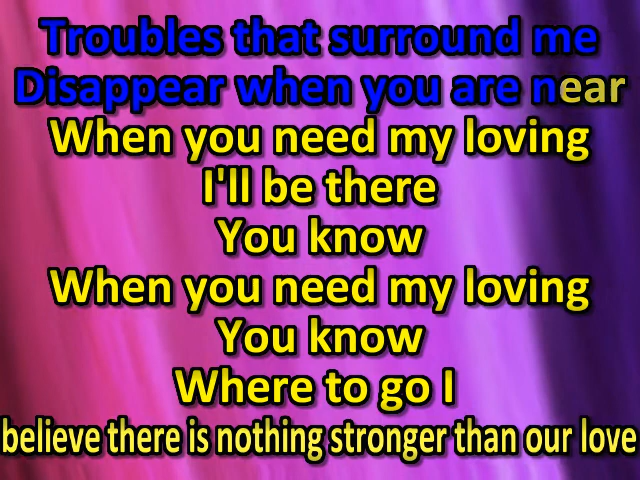 Troubles that surround me
Disappear when you are near
When you need my loving
I'll be there
You know
When you need my loving
You know
Where to go I
believe there is nothing stronger than our love